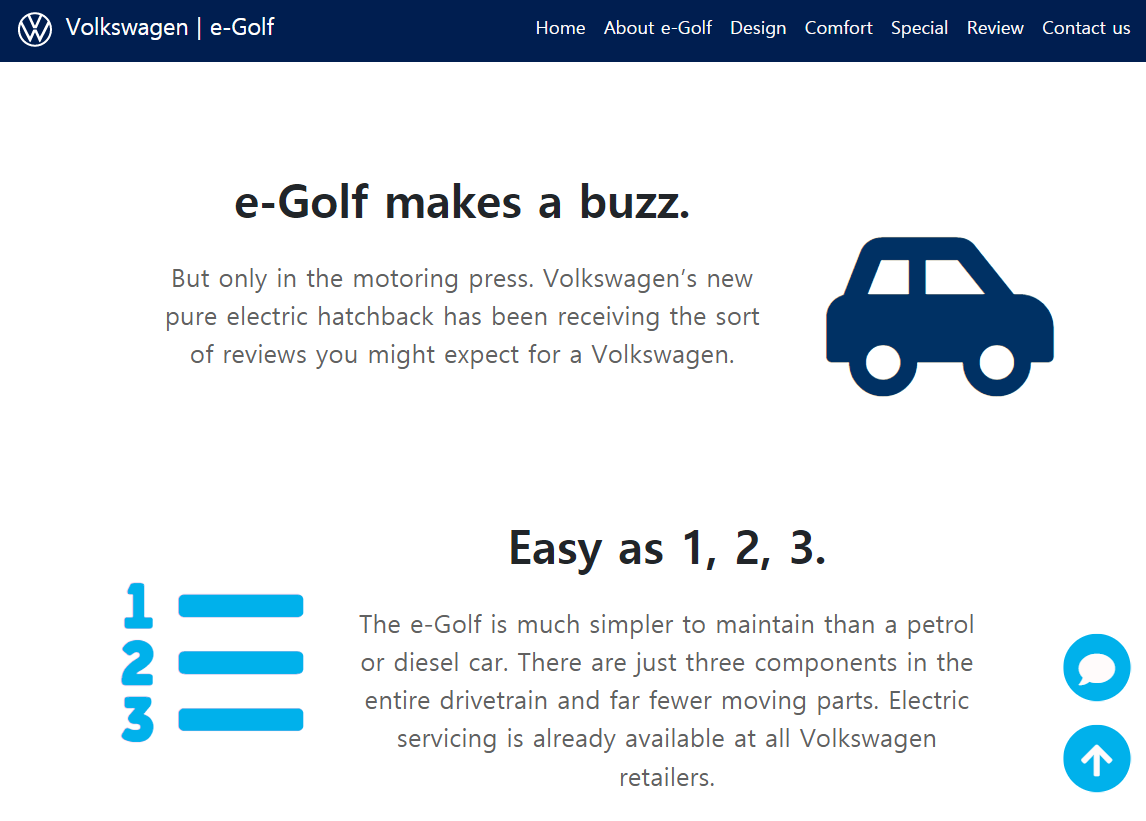 Volkswagen | e-Golf
Home About e-Golf Design Comfort Special Review Contact us
e-Golf makes a buzz.
But only in the motoring press. Volkswagen’s new
pure electric hatchback has been receiving the sort
of reviews you might expect for a Volkswagen.
Easy as 1, 2, 3.
1
2
3
The e-Golf is much simpler to maintain than a petrol
or diesel car. There are just three components in the
entire drivetrain and far fewer moving parts. Electric
servicing is already available at all Volkswagen
retailers.